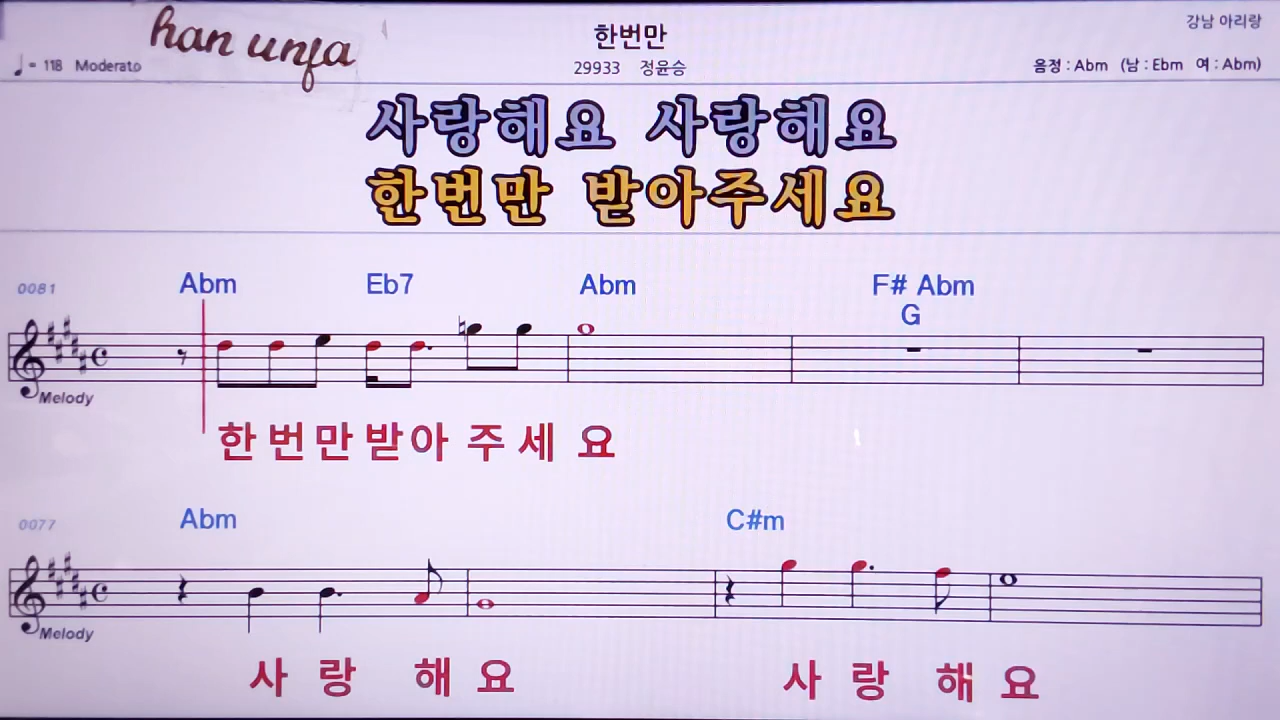 han unfa
한번만
강남 아리랑
♩= 118 Moderato
29933 정윤승
음정 : Abm (남 : Ebm 여 : Abm)
사랑해요 사랑해요
한번만 받아주세요
Abm Eb7 Abm F# Abm
G
0081
Melody
한 번 만 받 아 주 세 요
Abm C#m
0077
Melody
사 랑 해 요 사 랑 해 요